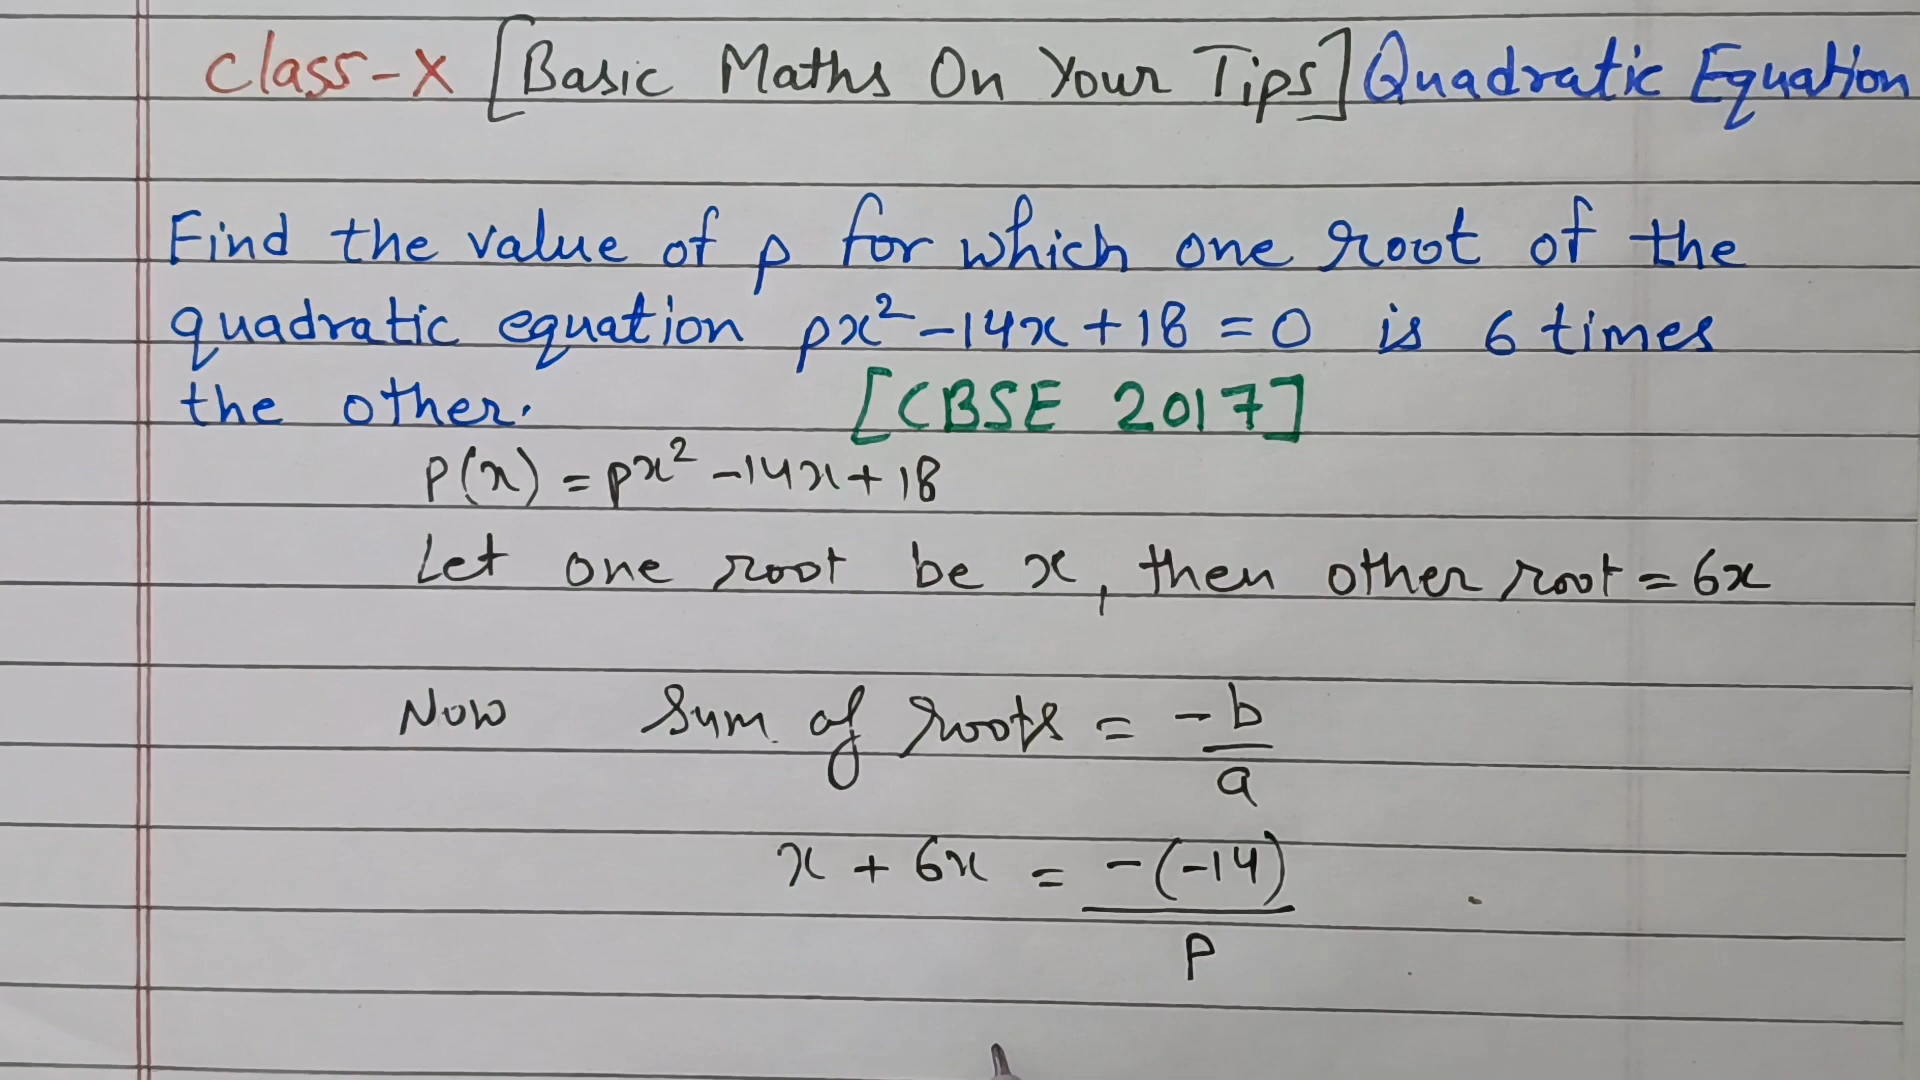 Class-X [Basic Maths On Your Tips] Quadratic Equation
Find the value of p for which one root of the
quadratic equation px²-14x+18=0 is 6 times
the other. [CBSE 2017]
P(x) = px²-14x+18
Let one root be x, then other root = 6x
Now Sum of roots = -b/a
x + 6x = -(-14)/P